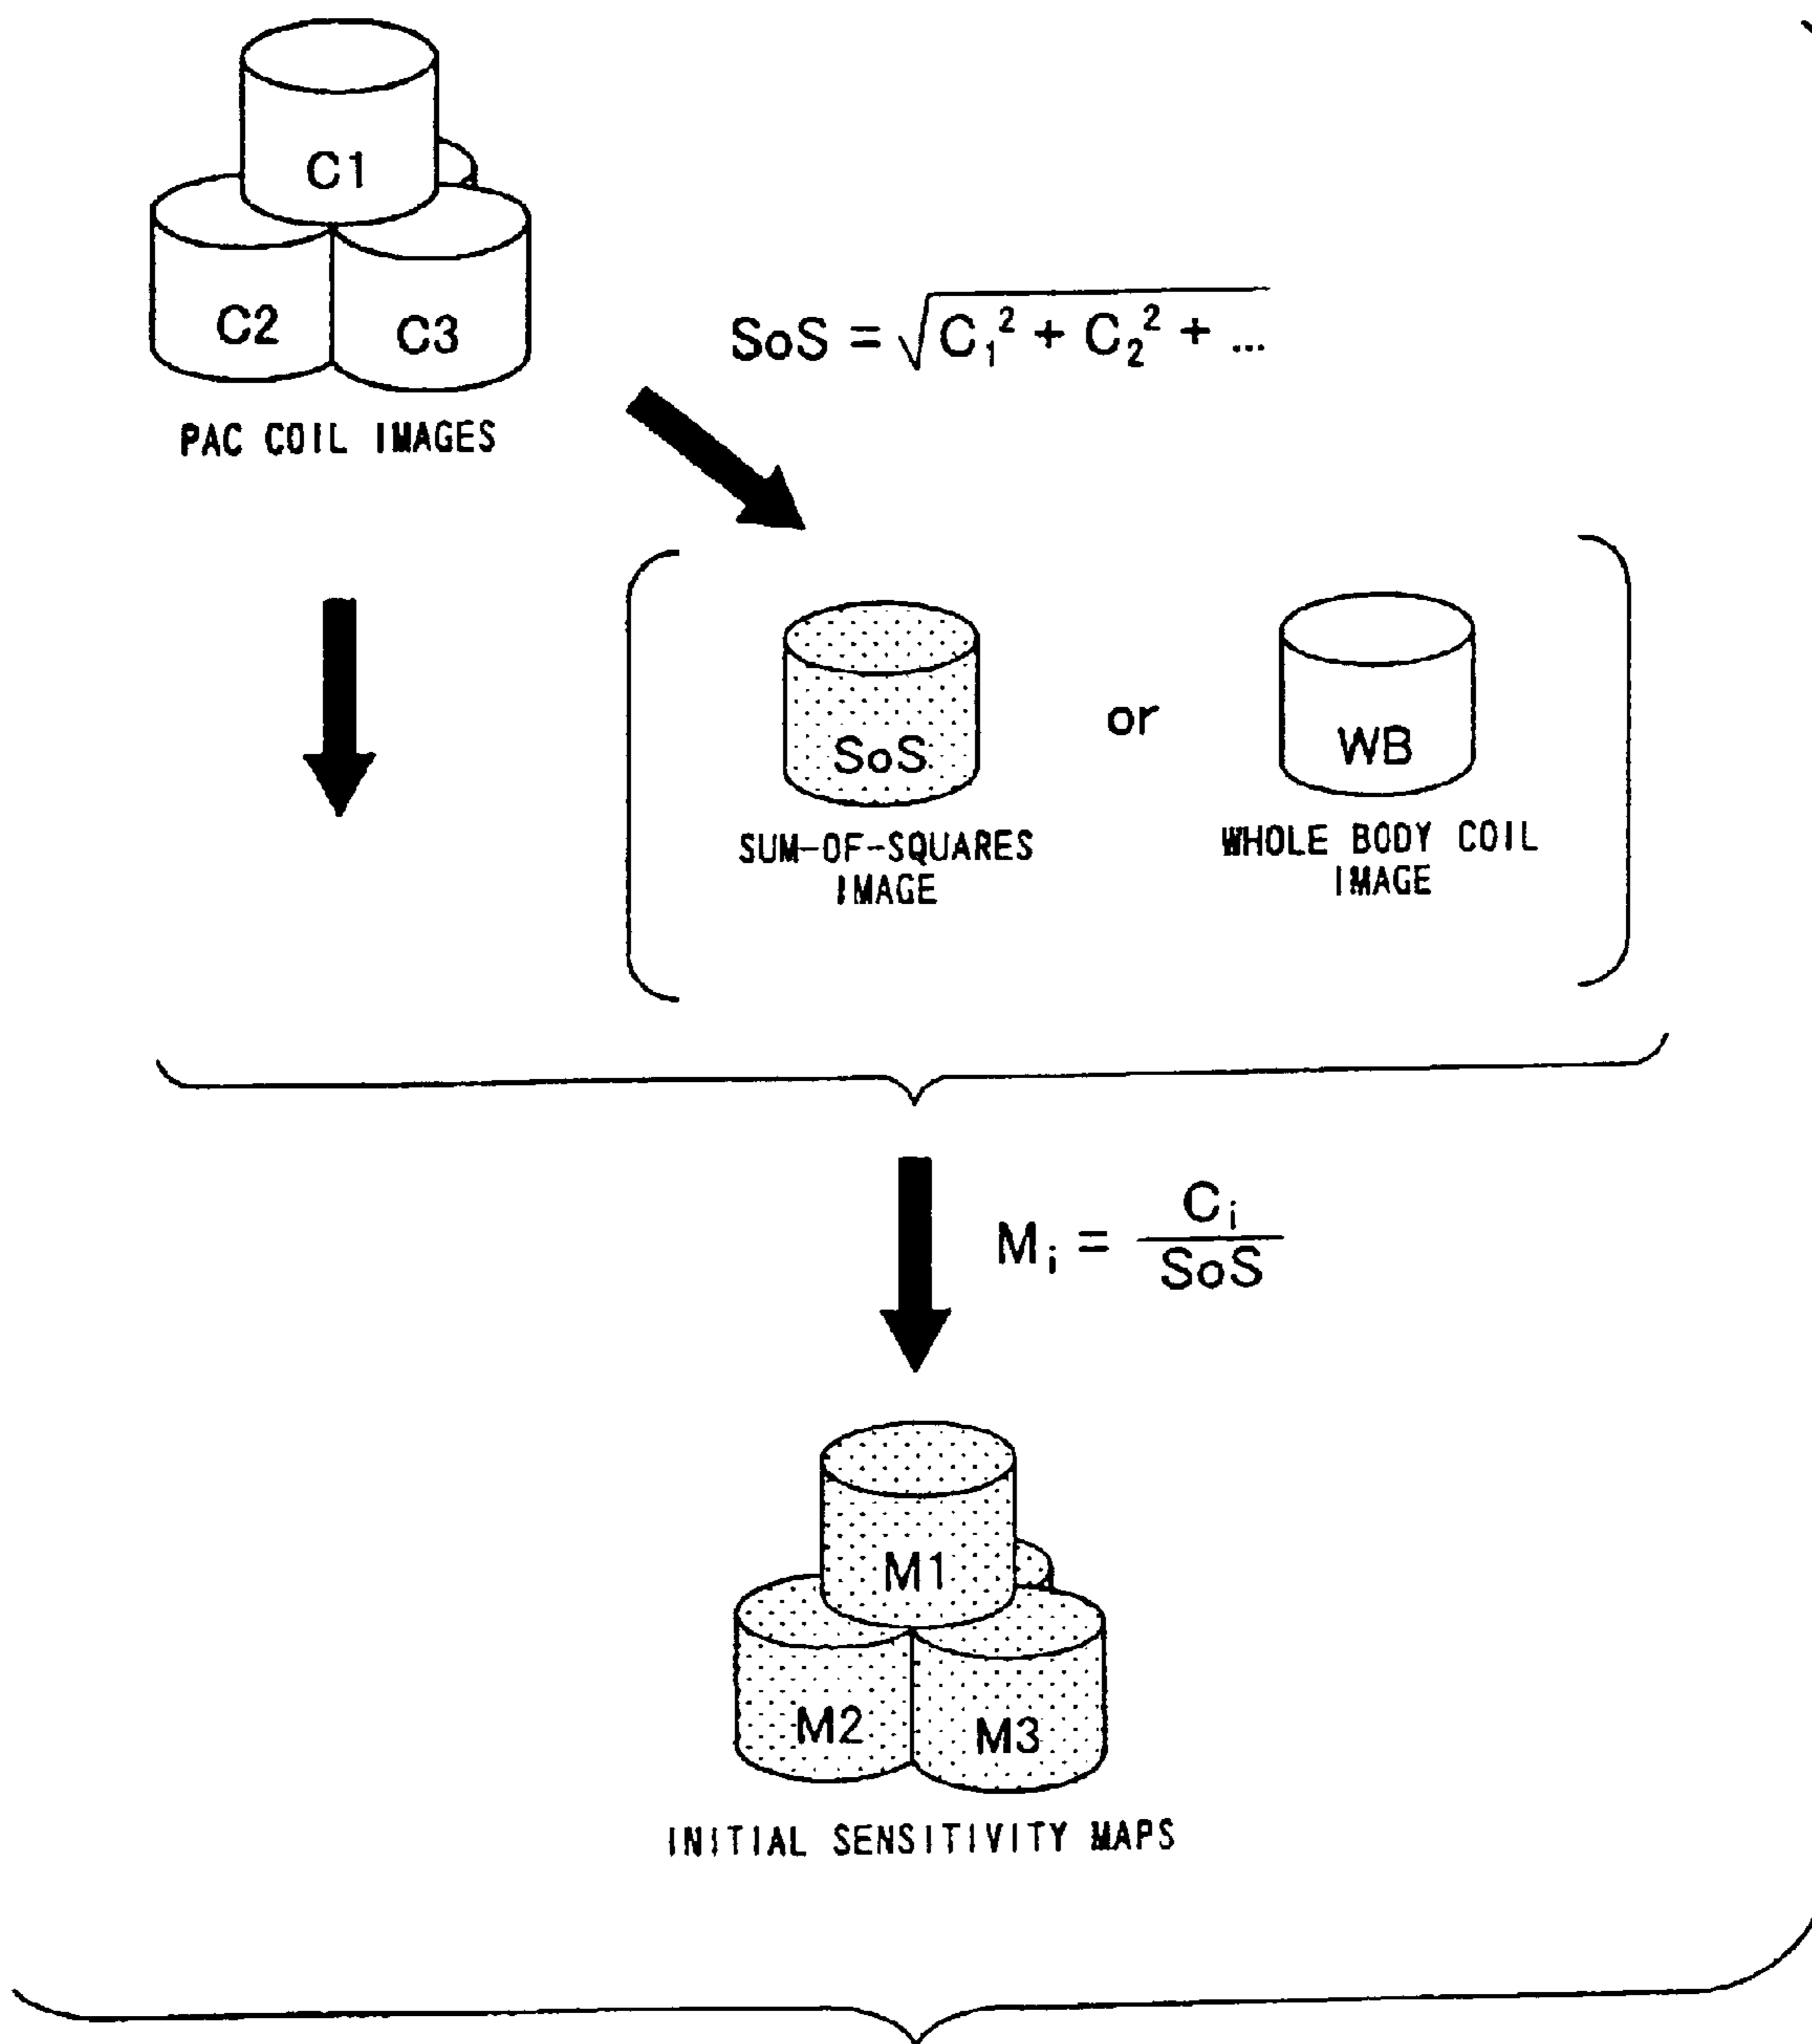 C1
C2
C3
PAC COIL IMAGES
SoS = √C₁² + C₂² + ...
SoS
or
WB
SUM-OF-SQUARES
IMAGE
WHOLE BODY COIL
IMAGE
Mᵢ = Cᵢ / SoS
M1
M2
M3
INITIAL SENSITIVITY MAPS